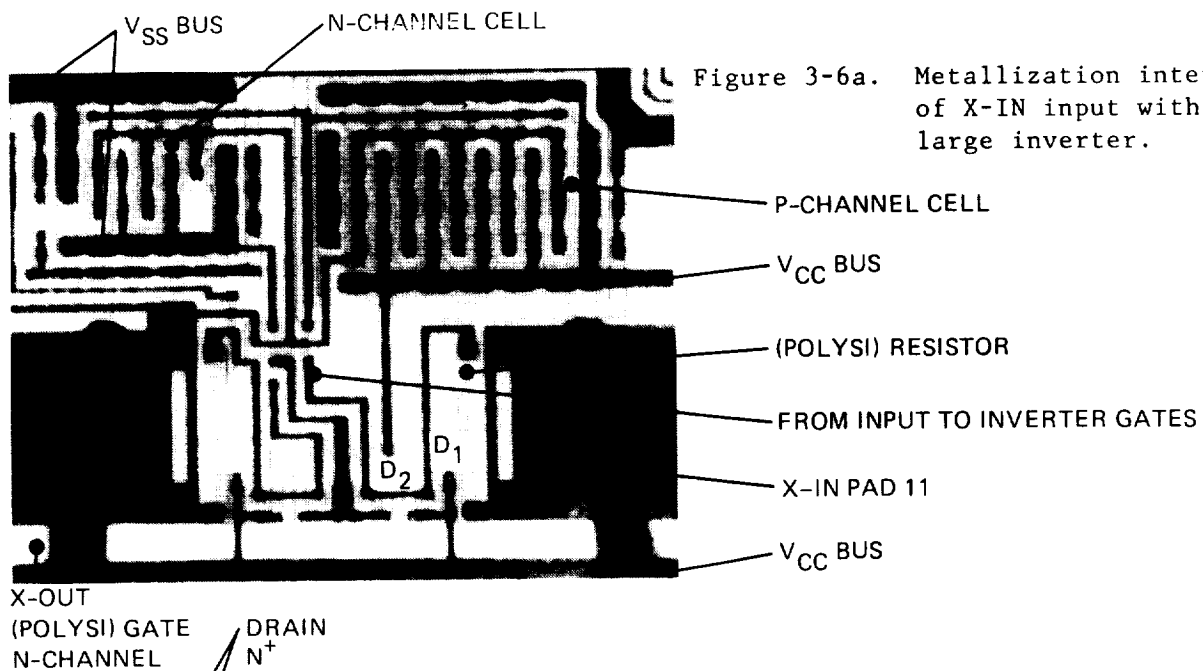 V_SS BUS
N-CHANNEL CELL
Figure 3-6a. Metallization inte
of X-IN input with
large inverter.
P-CHANNEL CELL
V_CC BUS
(POLYSI) RESISTOR
FROM INPUT TO INVERTER GATES
D_1
D_2
X-IN PAD 11
V_CC BUS
X-OUT
(POLYSI) GATE
N-CHANNEL
DRAIN
N^+